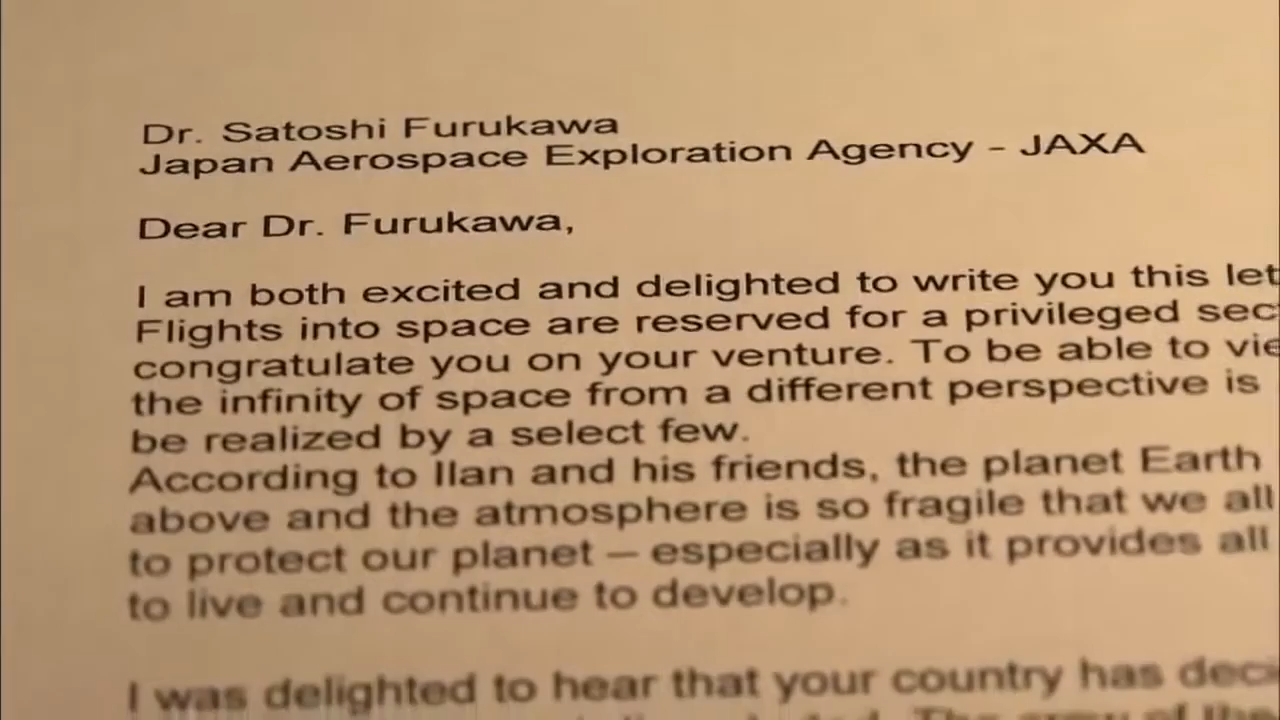 Dr. Satoshi Furukawa
Japan Aerospace Exploration Agency - JAXA
Dear Dr. Furukawa,
I am both excited and delighted to write you this
Flights into space are reserved for a privileged
congratulate you on your venture. To be able to
the infinity of space from a different perspective is
be realized by a select few.
According to Ilan and his friends, the planet Earth
above and the atmosphere is so fragile that we all
to protect our planet – especially as it provides all
to live and continue to develop.
I was delighted to hear that your country has